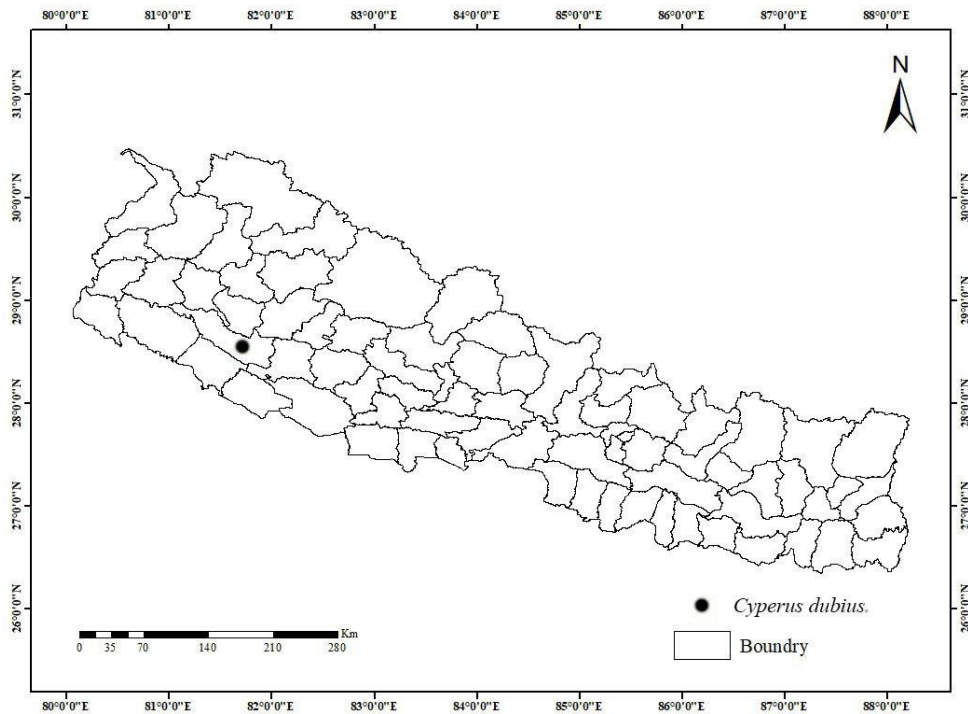 80°0'0"E 81°0'0"E 82°0'0"E 83°0'0"E 84°0'0"E 85°0'0"E 86°0'0"E 87°0'0"E 88°0'0"E
N
31°0'0"N 31°0'0"N
30°0'0"N 30°0'0"N
29°0'0"N 29°0'0"N
28°0'0"N 28°0'0"N
27°0'0"N 27°0'0"N
26°0'0"N 26°0'0"N
Cyperus dubius.
Boundry
Km
0 35 70 140 210 280
80°0'0"E 81°0'0"E 82°0'0"E 83°0'0"E 84°0'0"E 85°0'0"E 86°0'0"E 87°0'0"E 88°0'0"E